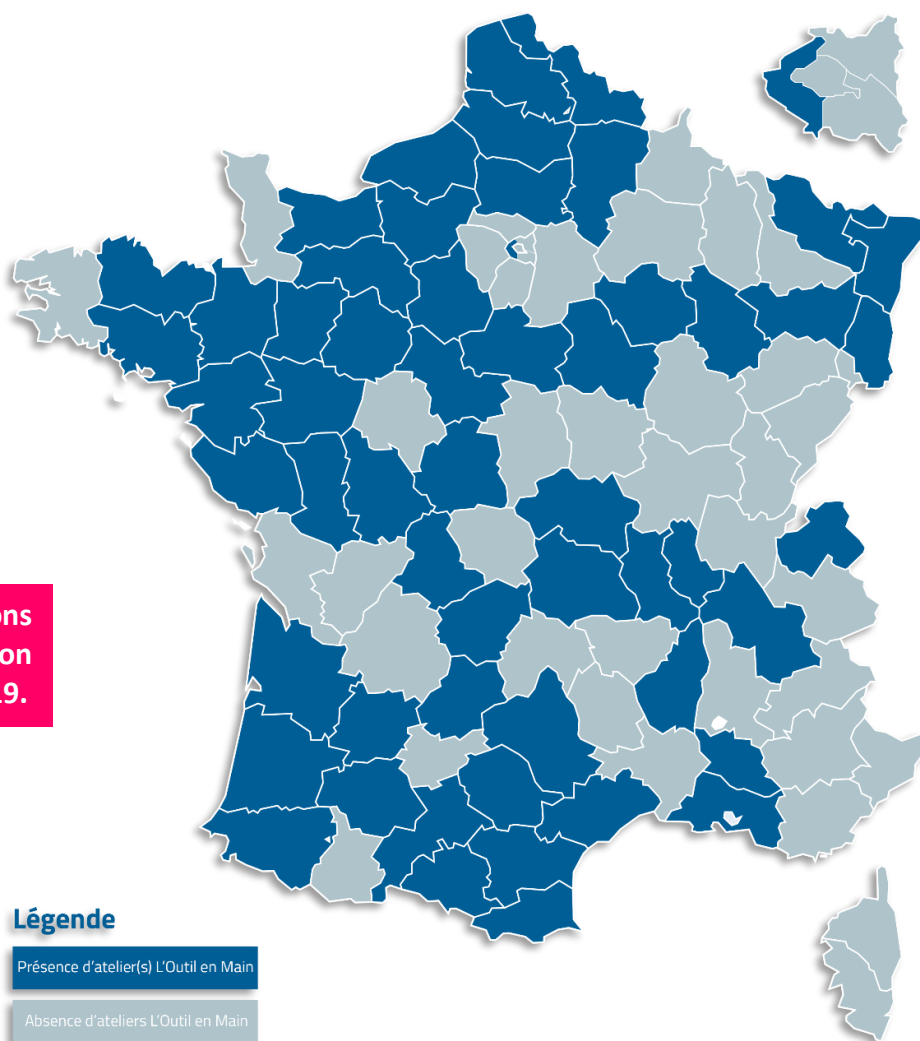 ons
on
19.
Légende
Présence d'atelier(s) L'Outil en Main
Absence d'ateliers L'Outil en Main